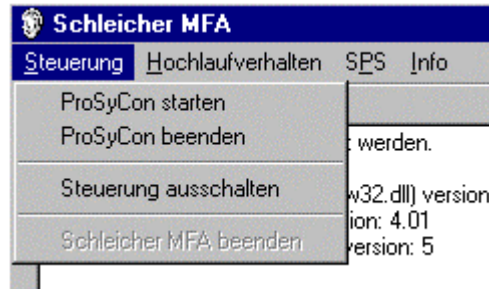 Schleicher MFA
Steuerung Hochlaufverhalten SPS Info
ProSyCon starten
ProSyCon beenden
werden.
Steuerung ausschalten
w32.dll) version
ion: 4.01
Schleicher MFA beenden
version: 5